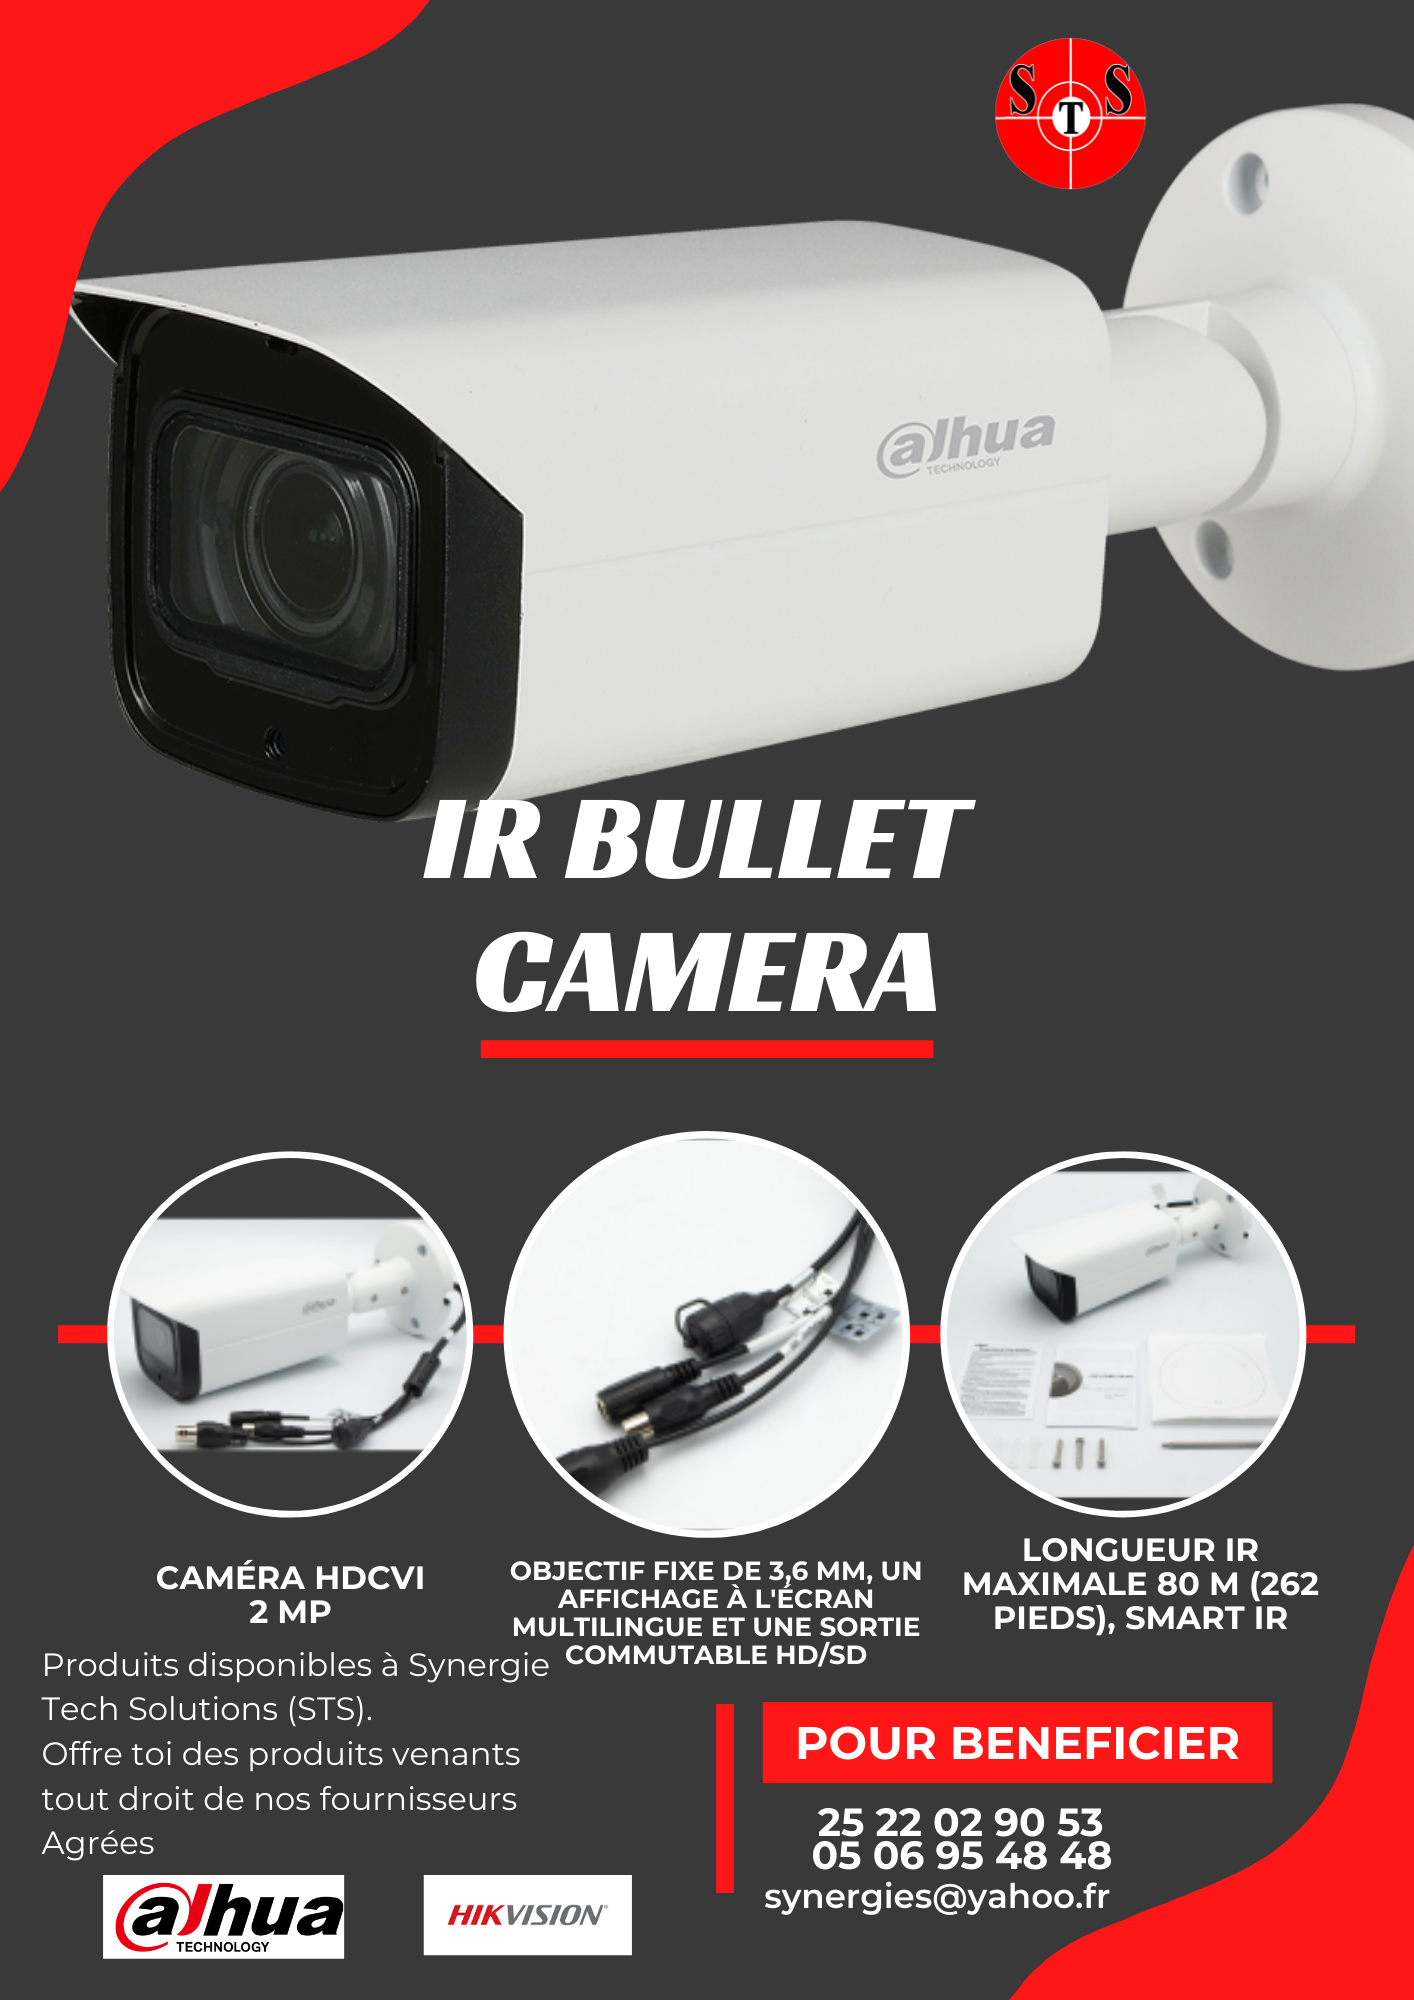 S T S
alhua
TECHNOLOGY
IR BULLET
CAMERA
alhua
CAMÉRA HDCVI
2 MP
OBJECTIF FIXE DE 3,6 MM, UN
AFFICHAGE À L'ÉCRAN
MULTILINGUE ET UNE SORTIE
COMMUTABLE HD/SD
LONGUEUR IR
MAXIMALE 80 M (262
PIEDS), SMART IR
Produits disponibles à Synergie
Tech Solutions (STS).
Offre toi des produits venants
tout droit de nos fournisseurs
Agrées
POUR BENEFICIER
25 22 02 90 53
05 06 95 48 48
synergies@yahoo.fr
alhua
TECHNOLOGY
HIKVISION